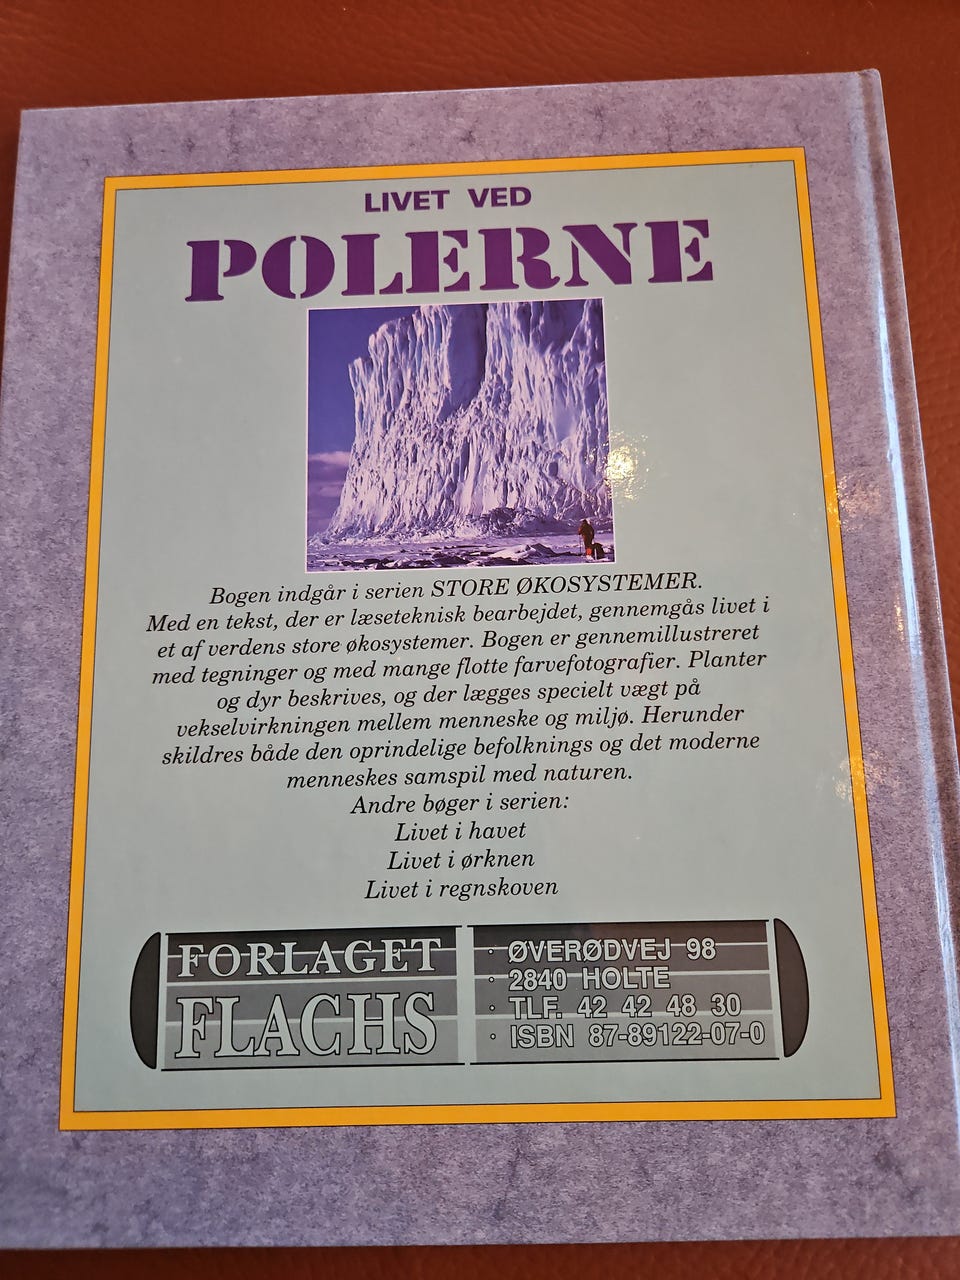 LIVET VED
POLERNE
Bogen indgår i serien STORE ØKOSYSTEMER.
Med en tekst, der er læseteknisk bearbejdet, gennemgås livet i
et af verdens store økosystemer. Bogen er gennemillustreret
med tegninger og med mange flotte farvefotografier. Planter
og dyr beskrives, og der lægges specielt vægt på
vekselvirkningen mellem menneske og miljø. Herunder
skildres både den oprindelige befolknings og det moderne
menneskes samspil med naturen.
Andre bøger i serien:
Livet i havet
Livet i ørknen
Livet i regnskoven
FORLAGET
FLACHS
· ØVERØDVEJ 98
· 2840 HOLTE
· TLF. 42 42 48 30
· ISBN 87-89122-07-0